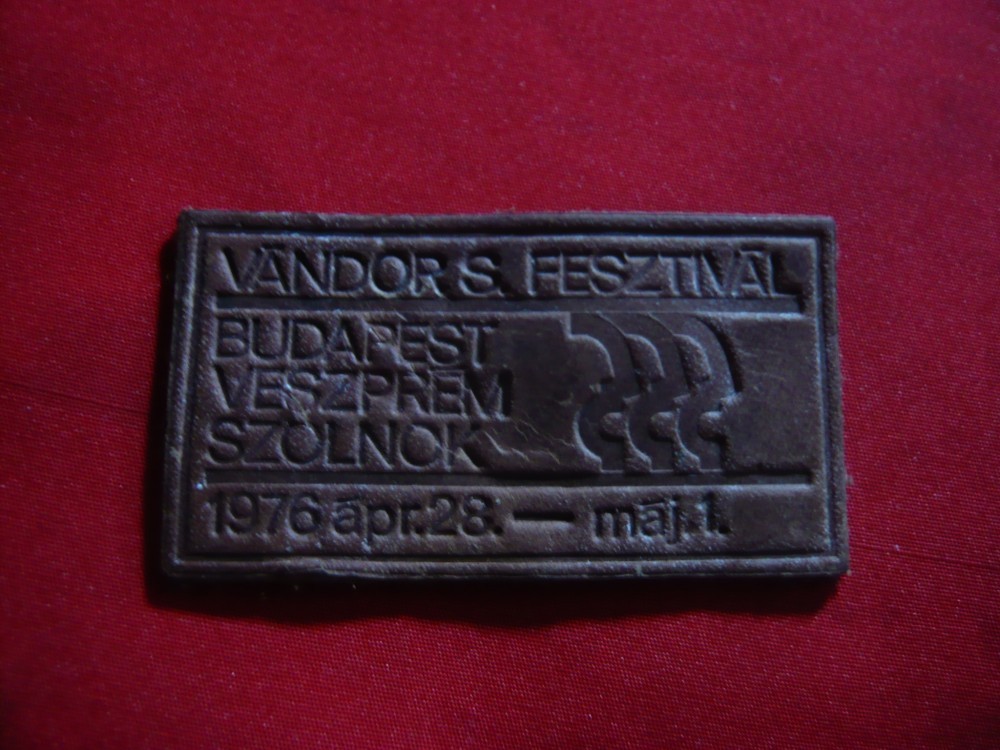 VÁNDOR S. FESZTIVÁL
BUDAPEST
VESZPRÉM
SZOLNOK
1976 ápr. 28. — máj. 1.